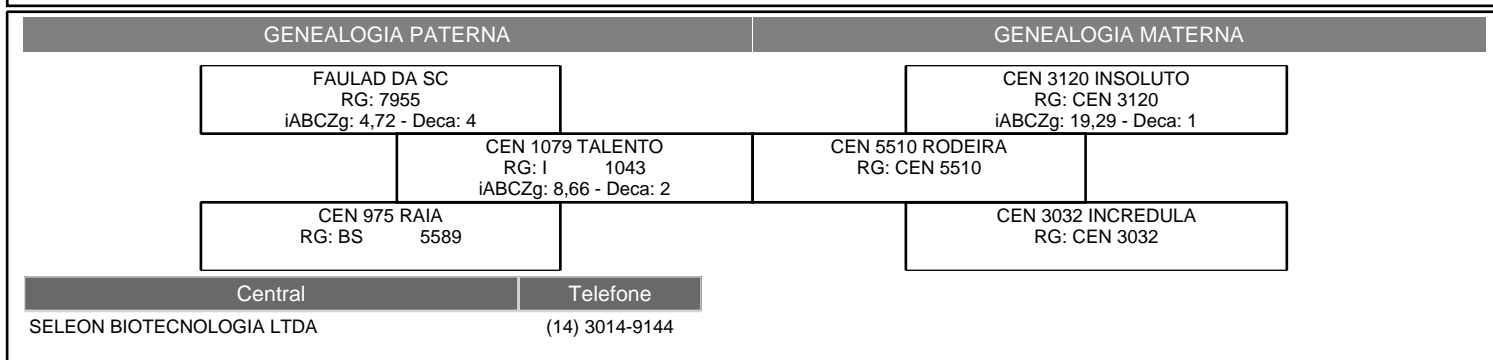 GENEALOGIA PATERNA
GENEALOGIA MATERNA
FAULAD DA SC
RG: 7955
iABCZg: 4,72 - Deca: 4
CEN 3120 INSOLUTO
RG: CEN 3120
iABCZg: 19,29 - Deca: 1
CEN 1079 TALENTO
RG: I 1043
iABCZg: 8,66 - Deca: 2
CEN 5510 RODEIRA
RG: CEN 5510
CEN 975 RAIA
RG: BS 5589
CEN 3032 INCREDULA
RG: CEN 3032
Central
Telefone
SELEON BIOTECNOLOGIA LTDA
(14) 3014-9144